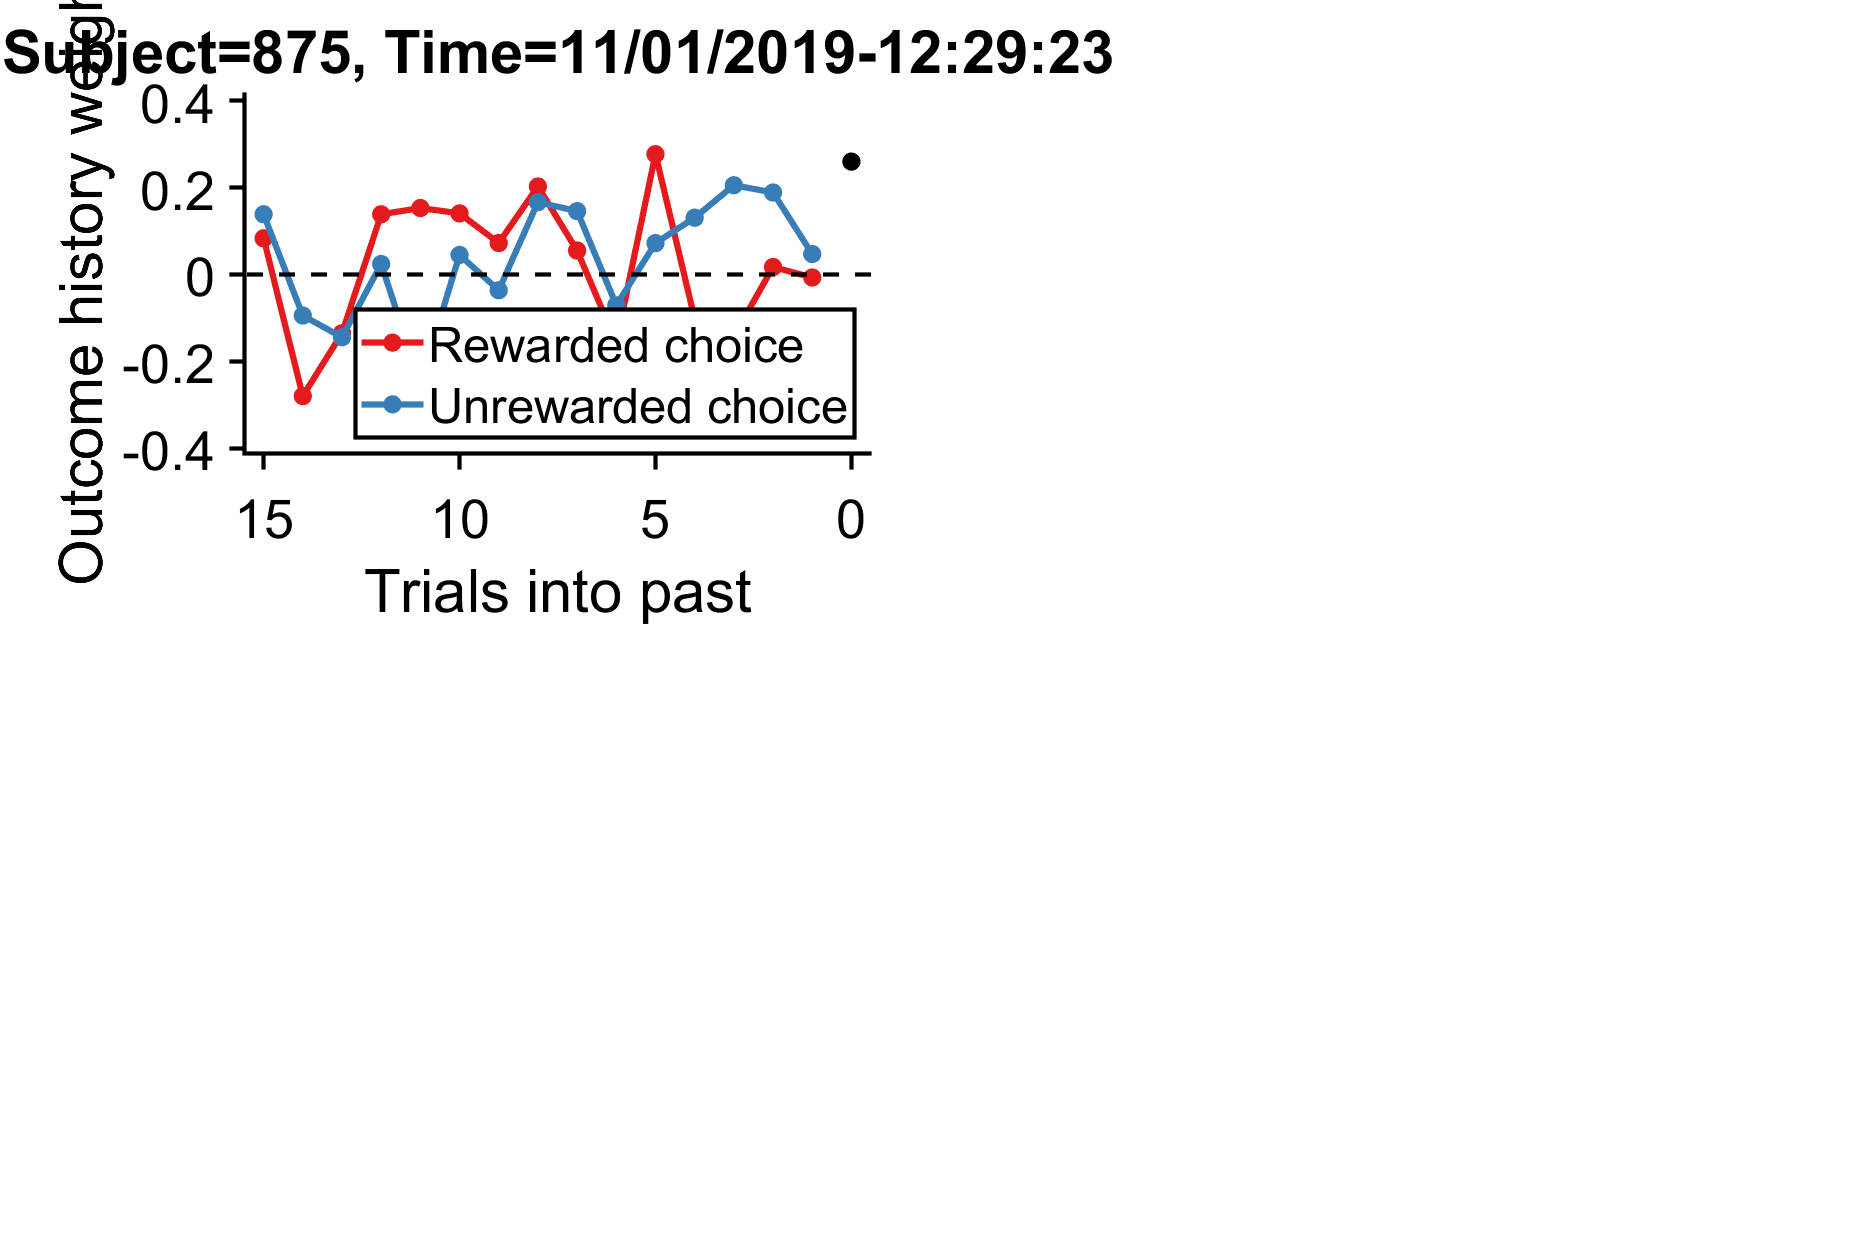 Subject=875, Time=11/01/2019-12:29:23
Outcome history
0.4
0.2
0
-0.2
-0.4
Rewarded choice
Unrewarded choice
15 10 5 0
Trials into past